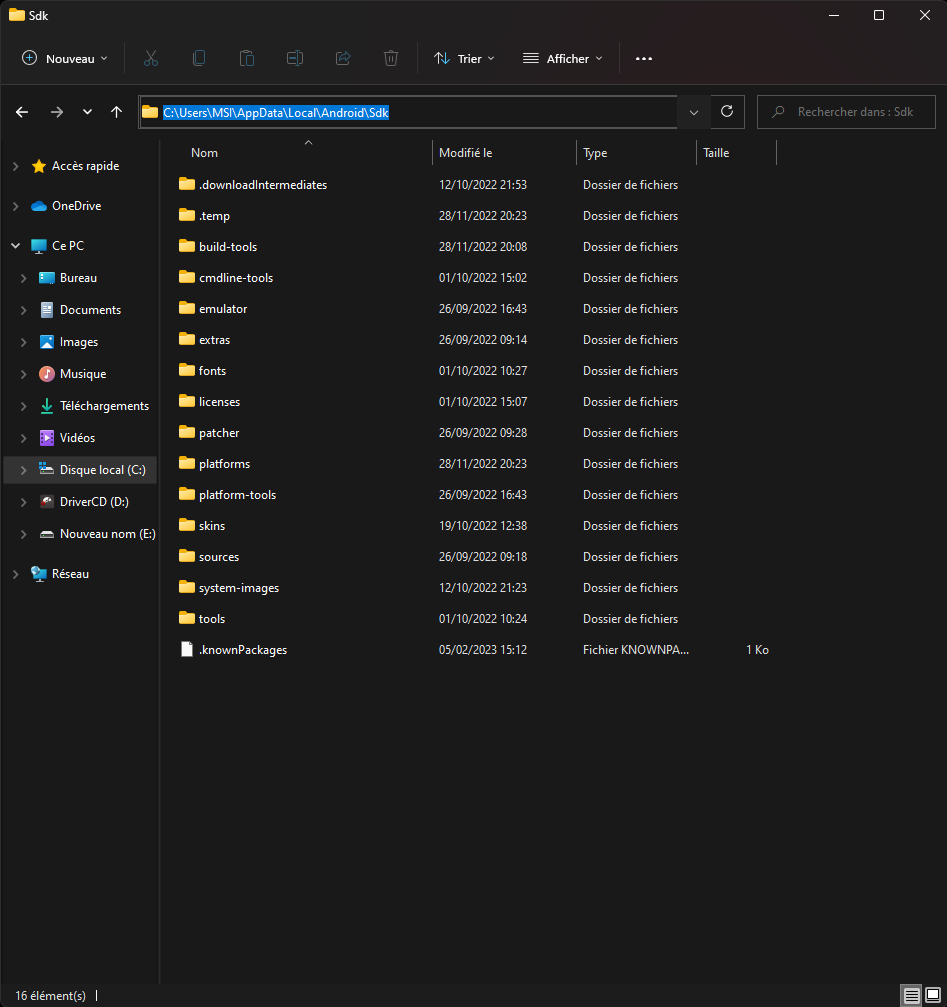 Sdk
Nouveau
Trier
Afficher
C:\Users\MSI\AppData\Local\Android\Sdk
Rechercher dans : Sdk
Accès rapide
OneDrive
Ce PC
Bureau
Documents
Images
Musique
Téléchargements
Vidéos
Disque local (C:)
DriverCD (D:)
Nouveau nom (E:)
Réseau
Nom Modifié le Type Taille
.downloadIntermediates 12/10/2022 21:53 Dossier de fichiers
.temp 28/11/2022 20:23 Dossier de fichiers
build-tools 28/11/2022 20:08 Dossier de fichiers
cmdline-tools 01/10/2022 15:02 Dossier de fichiers
emulator 26/09/2022 16:43 Dossier de fichiers
extras 26/09/2022 09:14 Dossier de fichiers
fonts 01/10/2022 10:27 Dossier de fichiers
licenses 01/10/2022 15:07 Dossier de fichiers
patcher 26/09/2022 09:28 Dossier de fichiers
platforms 28/11/2022 20:23 Dossier de fichiers
platform-tools 26/09/2022 16:43 Dossier de fichiers
skins 19/10/2022 12:38 Dossier de fichiers
sources 26/09/2022 09:18 Dossier de fichiers
system-images 12/10/2022 21:23 Dossier de fichiers
tools 01/10/2022 10:24 Dossier de fichiers
.knownPackages 05/02/2023 15:12 Fichier KNOWNPA... 1 Ko
16 élément(s)